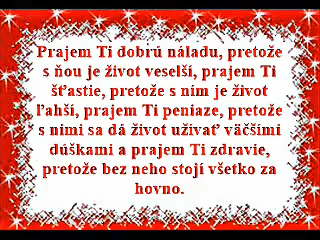 Prajem Ti dobrú náladu, pretože
s ňou je život veselší, prajem Ti
šťastie, pretože s ním je život
ľahší, prajem Ti peniaze, pretože
s nimi sa dá život užívať väčšími
dúškami a prajem Ti zdravie,
pretože bez neho stojí všetko za
hovno.